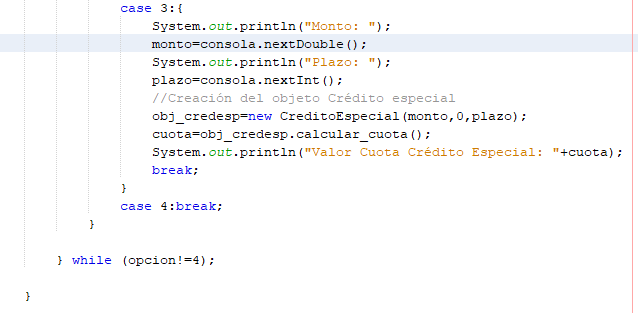 case 3:{
System.out.println("Monto: ");
monto=consola.nextDouble();
System.out.println("Plazo: ");
plazo=consola.nextInt();
//Creación del objeto Crédito especial
obj_credesp=new CreditoEspecial(monto,0,plazo);
cuota=obj_credesp.calcular_cuota();
System.out.println("Valor Cuota Crédito Especial: "+cuota);
break;
}
case 4:break;
}
} while (opcion!=4);
}